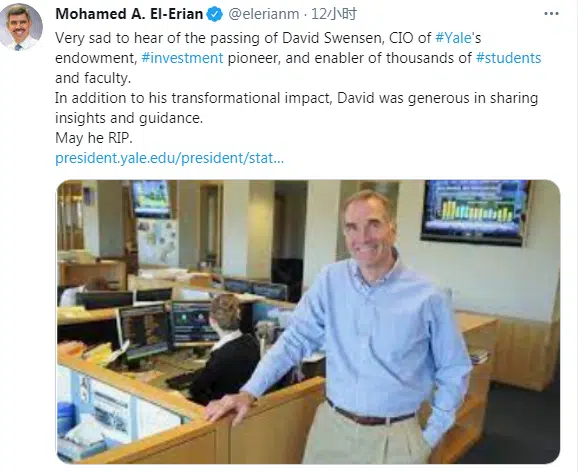 Mohamed A. El-Erian @elerianm · 12小时
Very sad to hear of the passing of David Swensen, CIO of #Yale's
endowment, #investment pioneer, and enabler of thousands of #students
and faculty.
In addition to his transformational impact, David was generous in sharing
insights and guidance.
May he RIP.
president.yale.edu/president/stat...